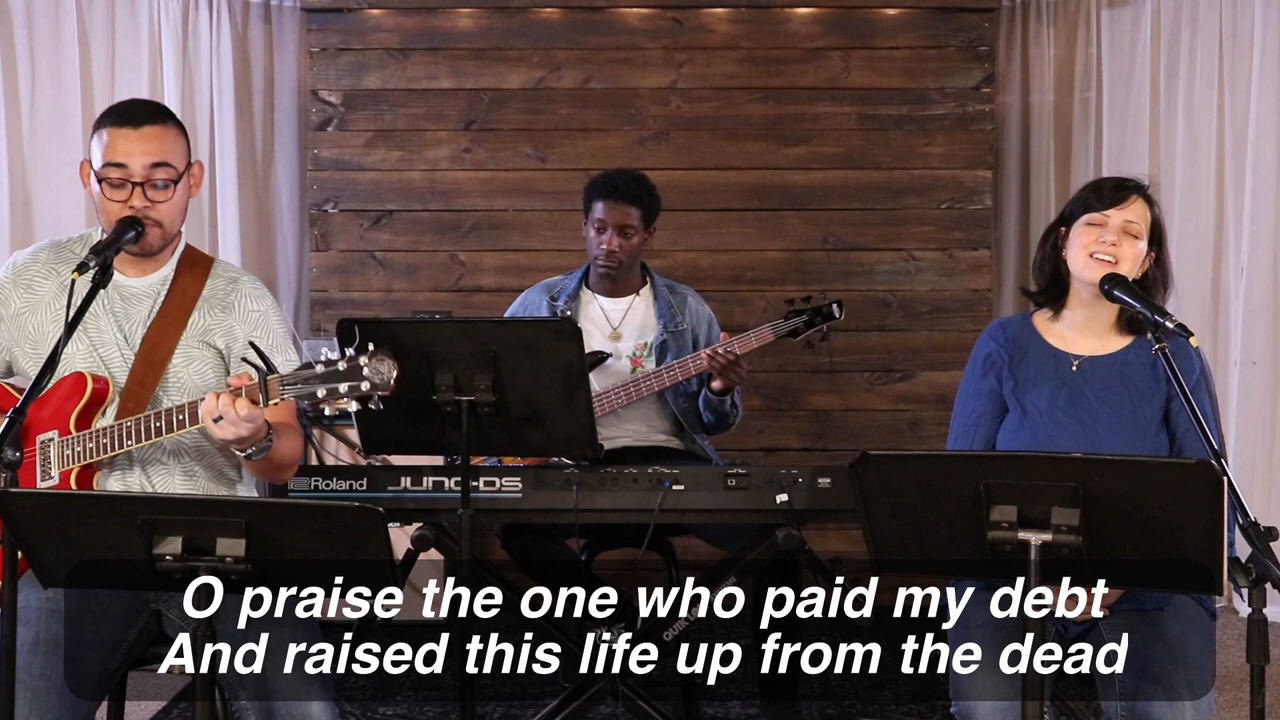 Roland JUNO-DS
O praise the one who paid my debt
And raised this life up from the dead